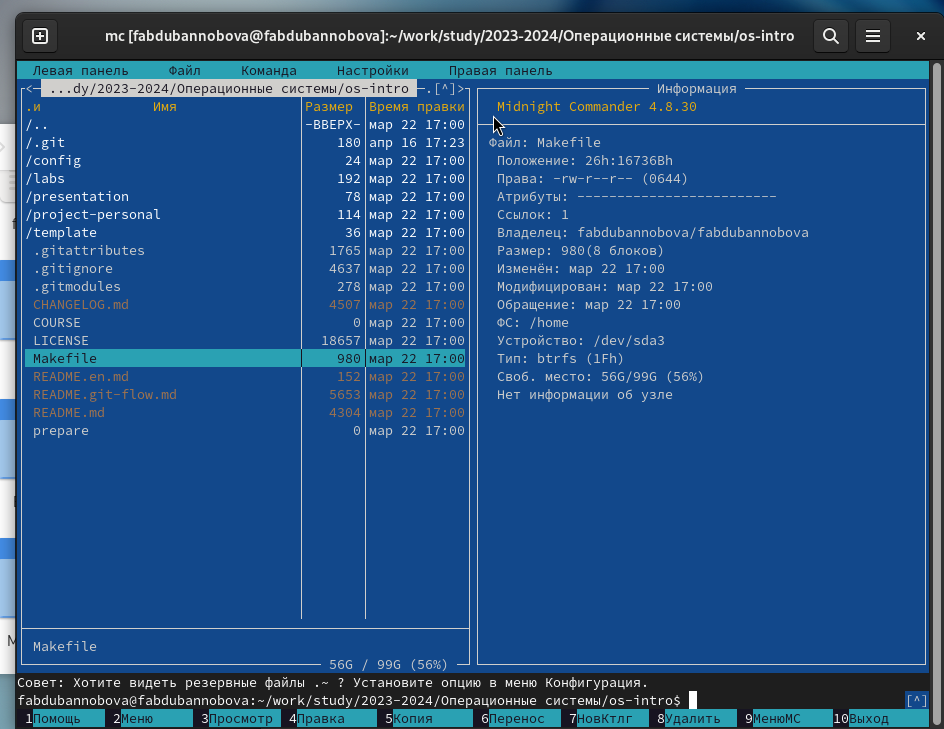 mc [fabdubannobova@fabdubannobova]:~/work/study/2023-2024/Операционные системы/os-intro
Левая панель Файл Команда Настройки Правая панель
<─ ...dy/2023-2024/Операционные системы/os-intro ─.[^]>
.и Имя Размер Время правки
/.. -ВВЕРХ- мар 22 17:00
/.git 180 апр 16 17:23
/config 24 мар 22 17:00
/labs 192 мар 22 17:00
/presentation 78 мар 22 17:00
/project-personal 114 мар 22 17:00
/template 36 мар 22 17:00
.gitattributes 1765 мар 22 17:00
.gitignore 4637 мар 22 17:00
.gitmodules 278 мар 22 17:00
CHANGELOG.md 4507 мар 22 17:00
COURSE 0 мар 22 17:00
LICENSE 18657 мар 22 17:00
Makefile 980 мар 22 17:00
README.en.md 152 мар 22 17:00
README.git-flow.md 5653 мар 22 17:00
README.md 4304 мар 22 17:00
prepare 0 мар 22 17:00
Makefile
56G / 99G (56%)
Информация
Midnight Commander 4.8.30
Файл: Makefile
Положение: 26h:16736Bh
Права: -rw-r--r-- (0644)
Атрибуты: -------------------------
Ссылок: 1
Владелец: fabdubannobova/fabdubannobova
Размер: 980(8 блоков)
Изменён: мар 22 17:00
Модифицирован: мар 22 17:00
Обращение: мар 22 17:00
ФС: /home
Устройство: /dev/sda3
Тип: btrfs (1Fh)
Своб. место: 56G/99G (56%)
Нет информации об узле
Совет: Хотите видеть резервные файлы .~ ? Установите опцию в меню Конфигурация.
fabdubannobova@fabdubannobova:~/work/study/2023-2024/Операционные системы/os-intro$ [^]
1Помощь 2Меню 3Просмотр 4Правка 5Копия 6Перенос 7НовКтлг 8Удалить 9МенюМС 10Выход